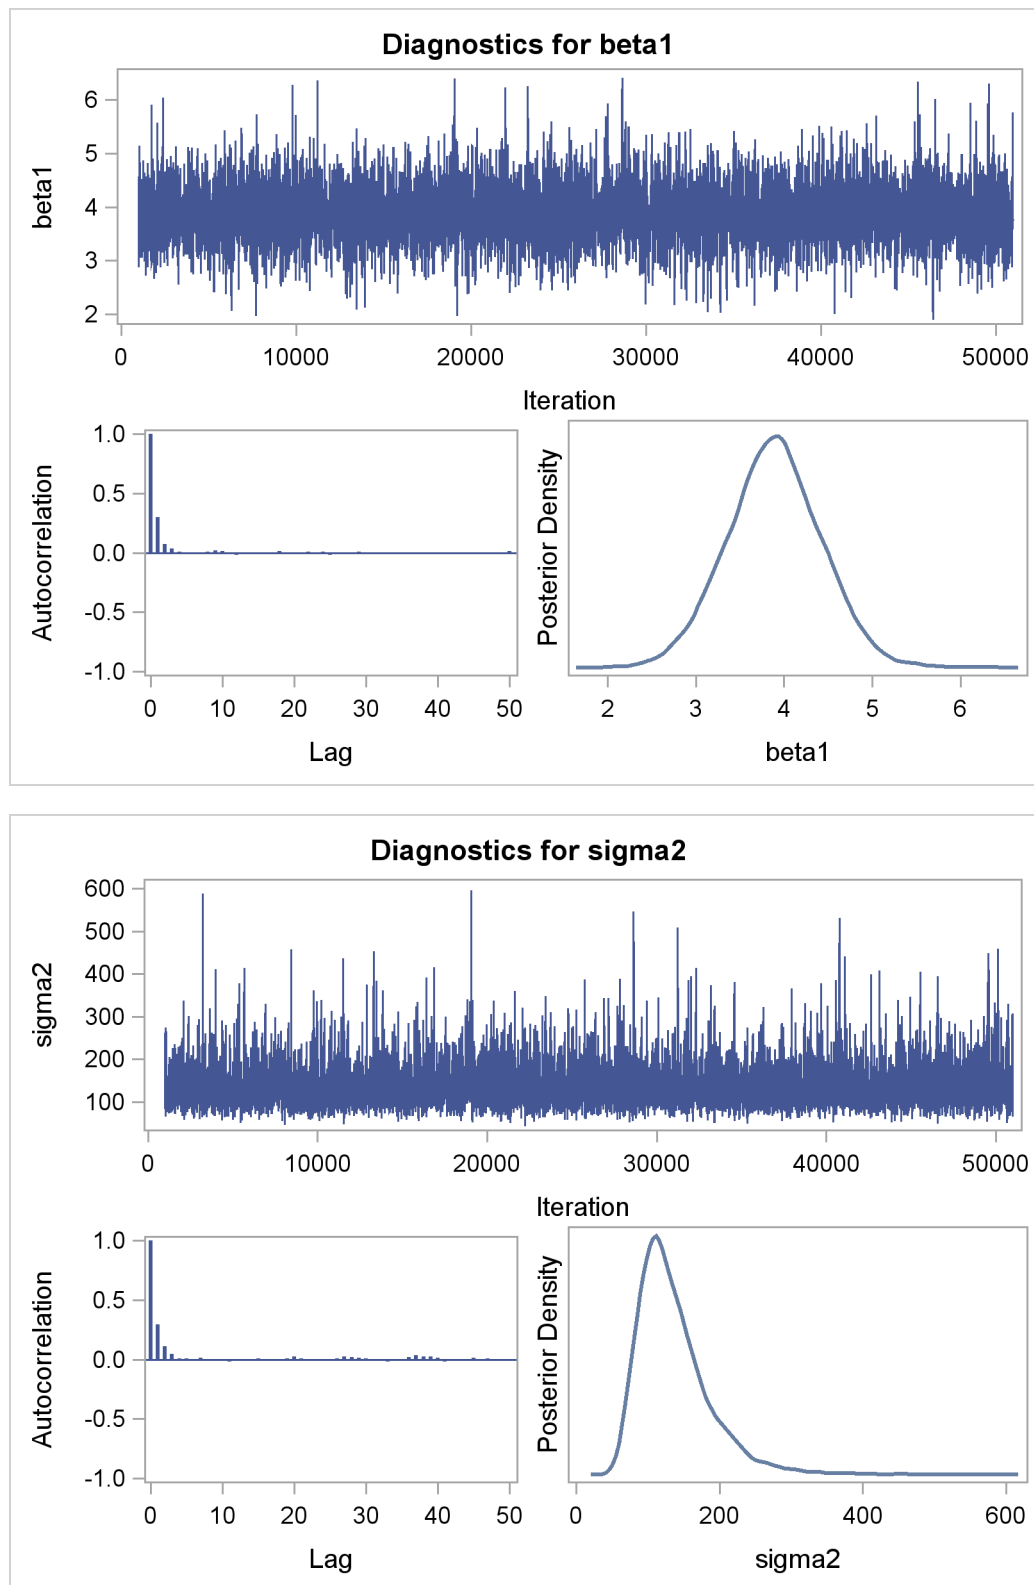 Diagnostics for beta1
beta1
6
5
4
3
2
0 10000 20000 30000 40000 50000
Iteration
Autocorrelation
1.0
0.5
0.0
-0.5
-1.0
0 10 20 30 40 50
Lag
Posterior Density
2 3 4 5 6
beta1
Diagnostics for sigma2
sigma2
600
500
400
300
200
100
0 10000 20000 30000 40000 50000
Iteration
Autocorrelation
1.0
0.5
0.0
-0.5
-1.0
0 10 20 30 40 50
Lag
Posterior Density
0 200 400 600
sigma2